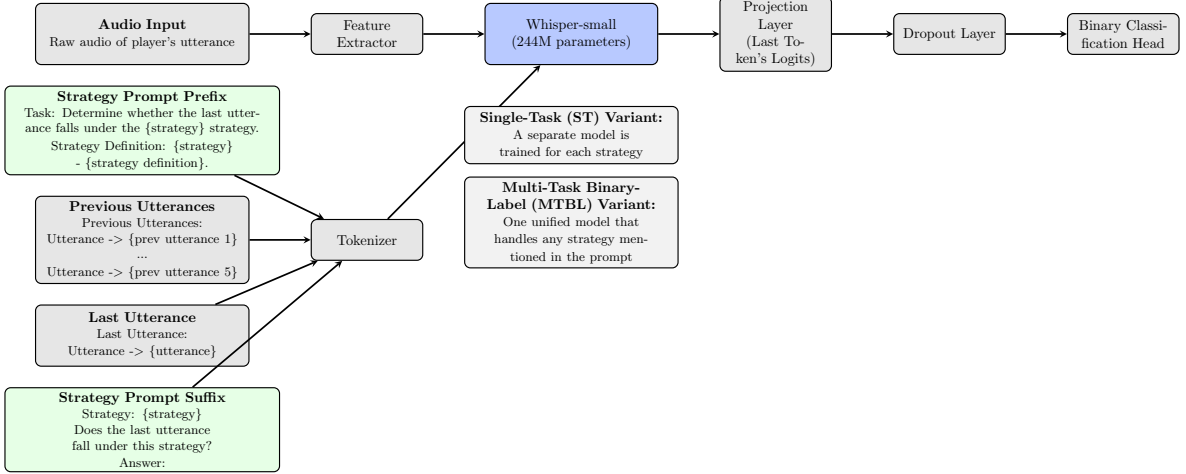 Audio Input
Raw audio of player's utterance
Feature
Extractor
Whisper-small
(244M parameters)
Projection
Layer
(Last To-
ken's Logits)
Dropout Layer
Binary Classi-
fication Head
Strategy Prompt Prefix
Task: Determine whether the last utter-
ance falls under the {strategy} strategy.
Strategy Definition: {strategy}
- {strategy definition}.
Previous Utterances
Previous Utterances:
Utterance -> {prev utterance 1}
...
Utterance -> {prev utterance 5}
Last Utterance
Last Utterance:
Utterance -> {utterance}
Strategy Prompt Suffix
Strategy: {strategy}
Does the last utterance
fall under this strategy?
Answer:
Tokenizer
Single-Task (ST) Variant:
A separate model is
trained for each strategy
Multi-Task Binary-
Label (MTBL) Variant:
One unified model that
handles any strategy men-
tioned in the prompt